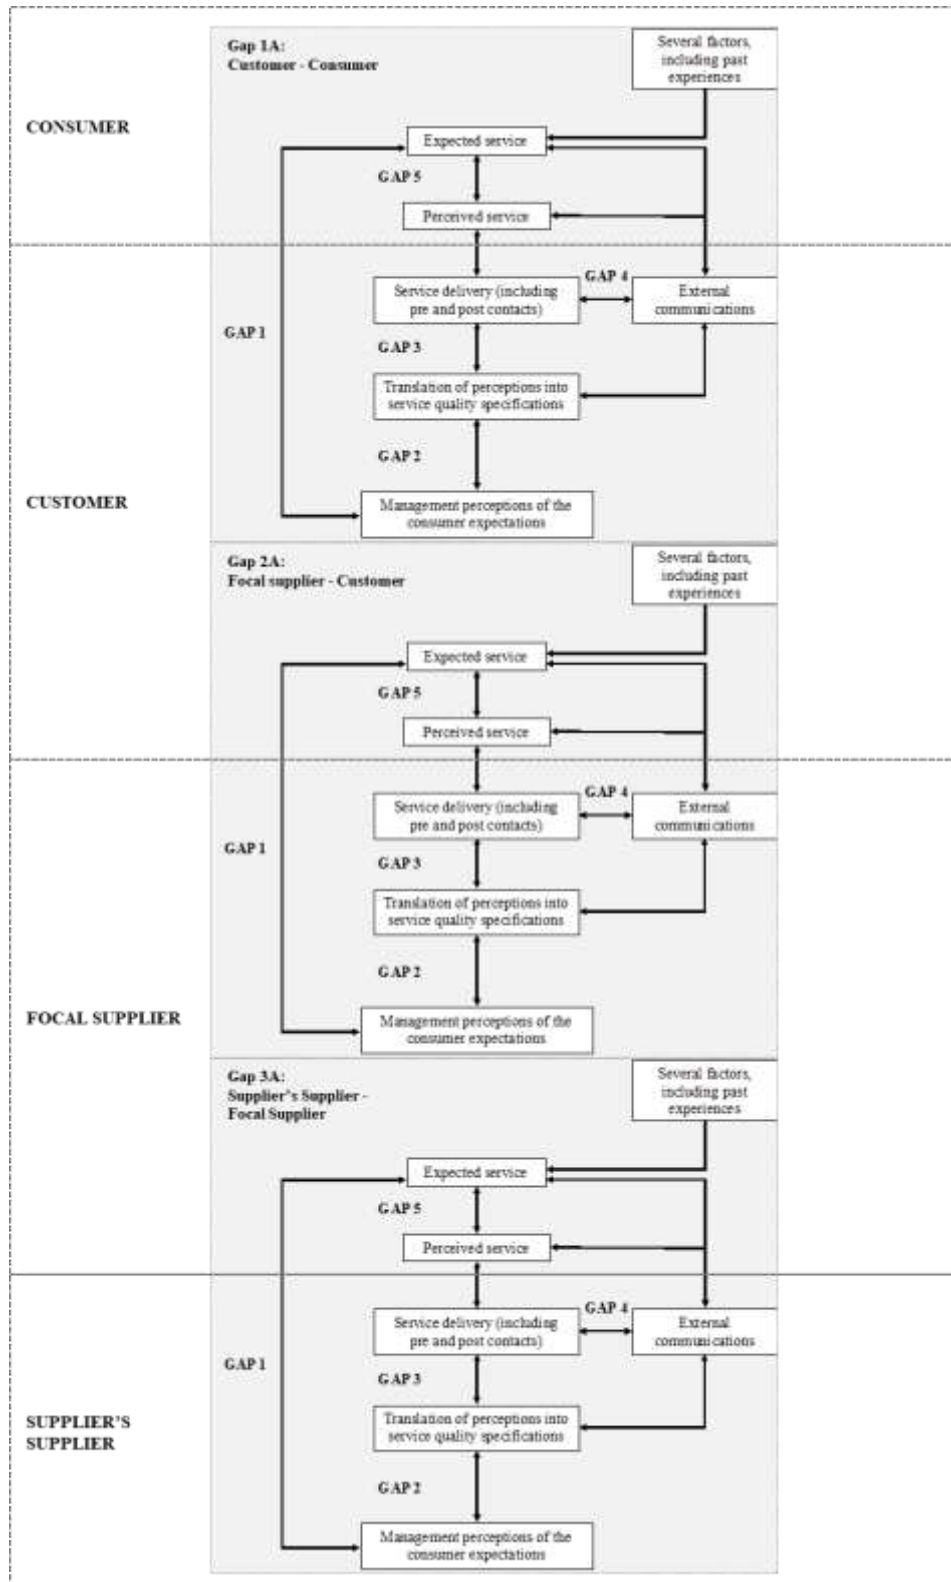 Gap 1A:
Customer - Consumer
Several factors,
including past
experiences
CONSUMER
Expected service
GAP 5
Perceived service
GAP 4
Service delivery (including
pre and post contacts)
External
communications
GAP 1
GAP 3
Translation of perceptions into
service quality specifications
GAP 2
CUSTOMER
Management perceptions of the
consumer expectations
Gap 2A:
Focal supplier - Customer
Several factors,
including past
experiences
Expected service
GAP 5
Perceived service
GAP 4
Service delivery (including
pre and post contacts)
External
communications
GAP 1
GAP 3
Translation of perceptions into
service quality specifications
GAP 2
FOCAL SUPPLIER
Management perceptions of the
consumer expectations
Gap 3A:
Supplier's Supplier -
Focal Supplier
Several factors,
including past
experiences
Expected service
GAP 5
Perceived service
GAP 4
Service delivery (including
pre and post contacts)
External
communications
GAP 1
GAP 3
Translation of perceptions into
service quality specifications
SUPPLIER'S
SUPPLIER
GAP 2
Management perceptions of the
consumer expectations